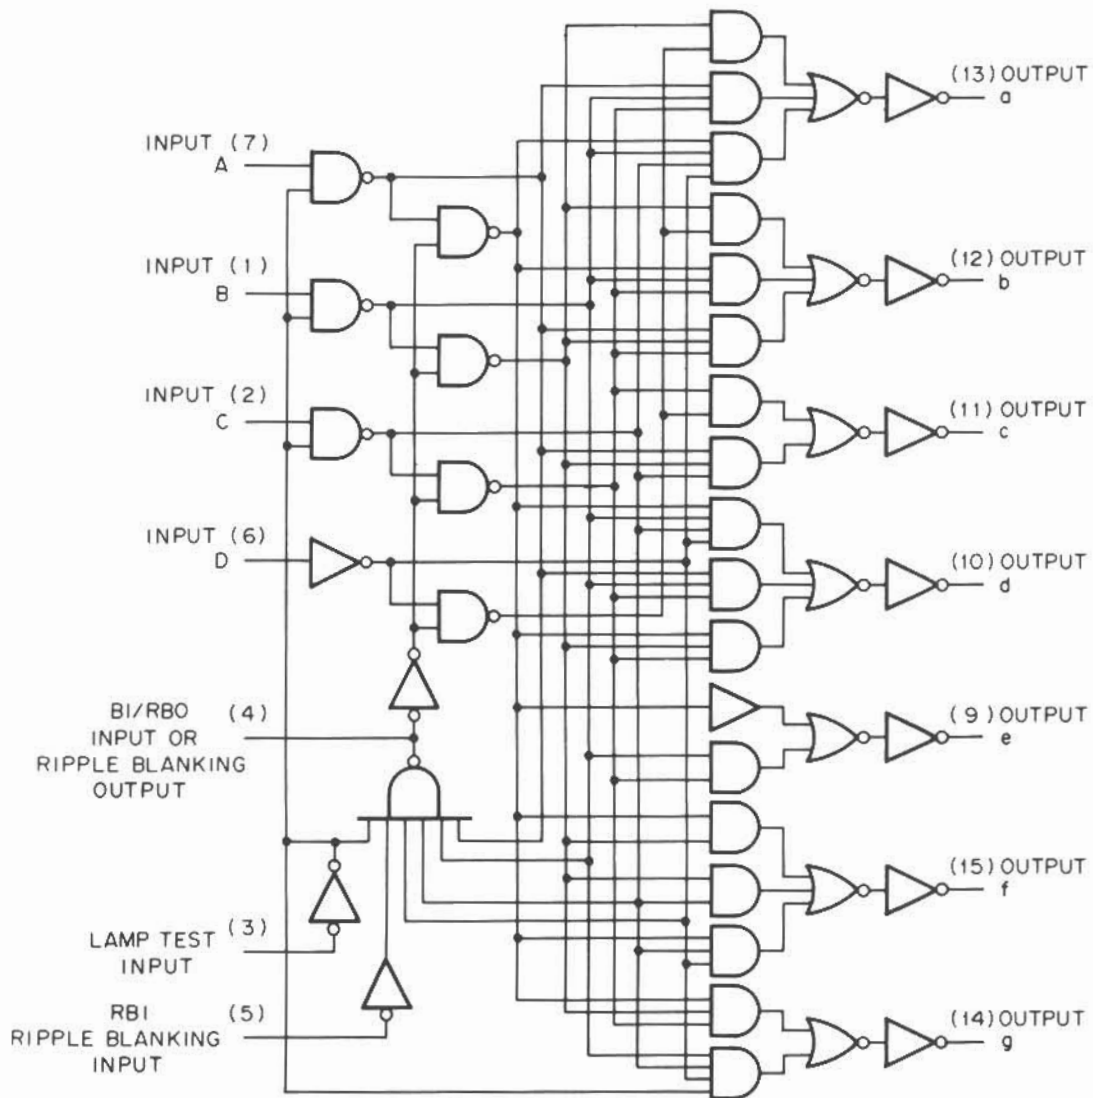 INPUT (7)
A
INPUT (1)
B
INPUT (2)
C
INPUT (6)
D
BI/RBO (4)
INPUT OR
RIPPLE BLANKING
OUTPUT
LAMP TEST (3)
INPUT
RBI (5)
RIPPLE BLANKING
INPUT
(13) OUTPUT
a
(12) OUTPUT
b
(11) OUTPUT
c
(10) OUTPUT
d
(9) OUTPUT
e
(15) OUTPUT
f
(14) OUTPUT
g